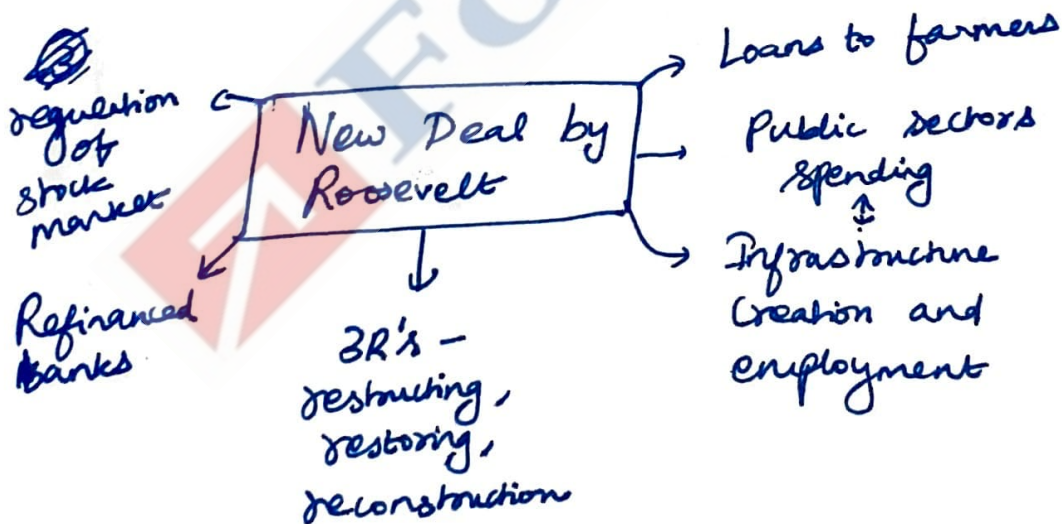 regulation
of
stock
market
New Deal by
Roosevelt
Loans to farmers
Public sectors
spending
Infrastructure
creation and
employment
Refinanced
banks
3R's -
restructing,
restoring,
reconstruction